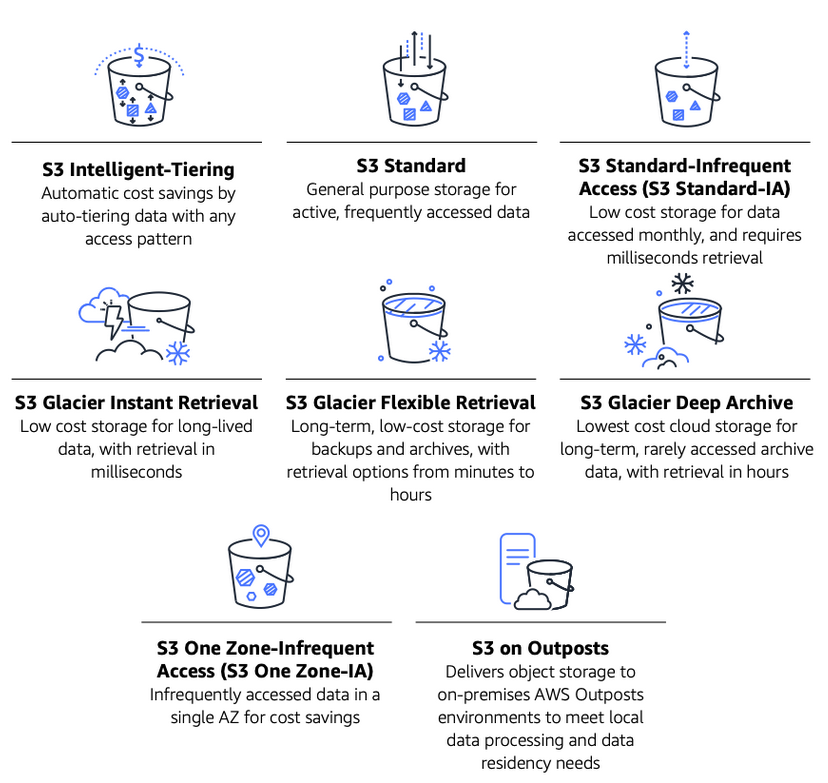 $
S3 Intelligent-Tiering
Automatic cost savings by
auto-tiering data with any
access pattern
S3 Standard
General purpose storage for
active, frequently accessed data
S3 Standard-Infrequent
Access (S3 Standard-IA)
Low cost storage for data
accessed monthly, and requires
milliseconds retrieval
S3 Glacier Instant Retrieval
Low cost storage for long-lived
data, with retrieval in
milliseconds
S3 Glacier Flexible Retrieval
Long-term, low-cost storage for
backups and archives, with
retrieval options from minutes to
hours
S3 Glacier Deep Archive
Lowest cost cloud storage for
long-term, rarely accessed archive
data, with retrieval in hours
S3 One Zone-Infrequent
Access (S3 One Zone-IA)
Infrequently accessed data in a
single AZ for cost savings
S3 on Outposts
Delivers object storage to
on-premises AWS Outposts
environments to meet local
data processing and data
residency needs